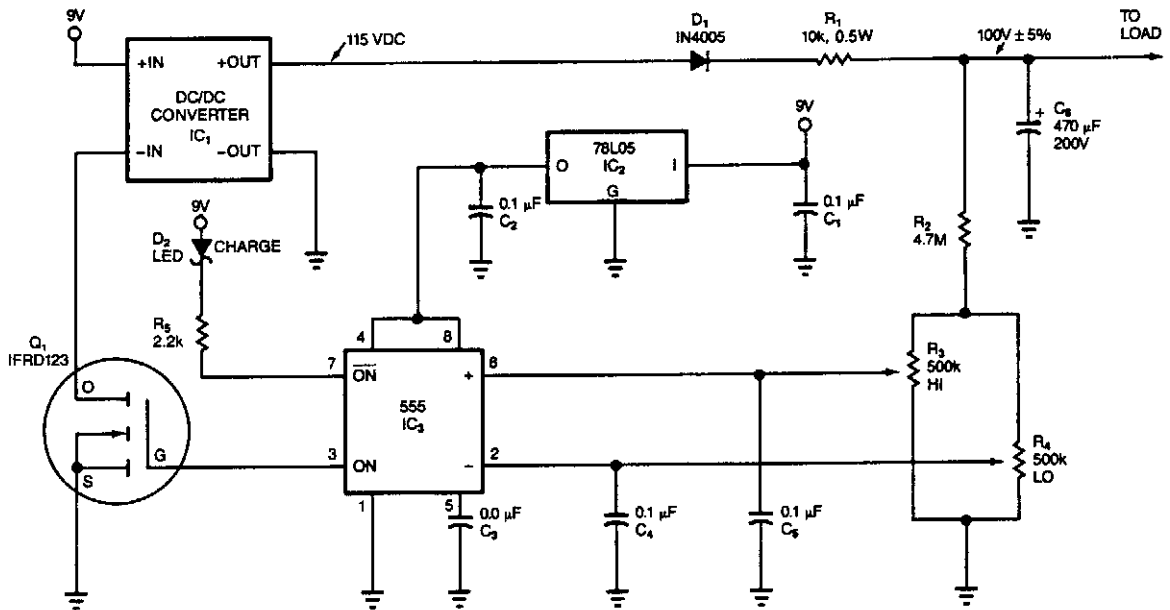 9V
+IN
+OUT
DC/DC
CONVERTER
IC1
−IN
−OUT
115 VDC
D1
IN4005
R1
10k, 0.5W
100V ± 5%
TO
LOAD
+
C6
470 µF
200V
9V
78L05
O
IC2
I
G
0.1 µF
C2
0.1 µF
C1
R2
4.7M
9V
D2
LED
CHARGE
R5
2.2k
Q1
IFRD123
O
G
S
4
8
7
ON
+
6
555
IC3
3
ON
−
2
1
5
0.0 µF
C3
0.1 µF
C4
0.1 µF
C5
R3
500k
HI
R4
500k
LO